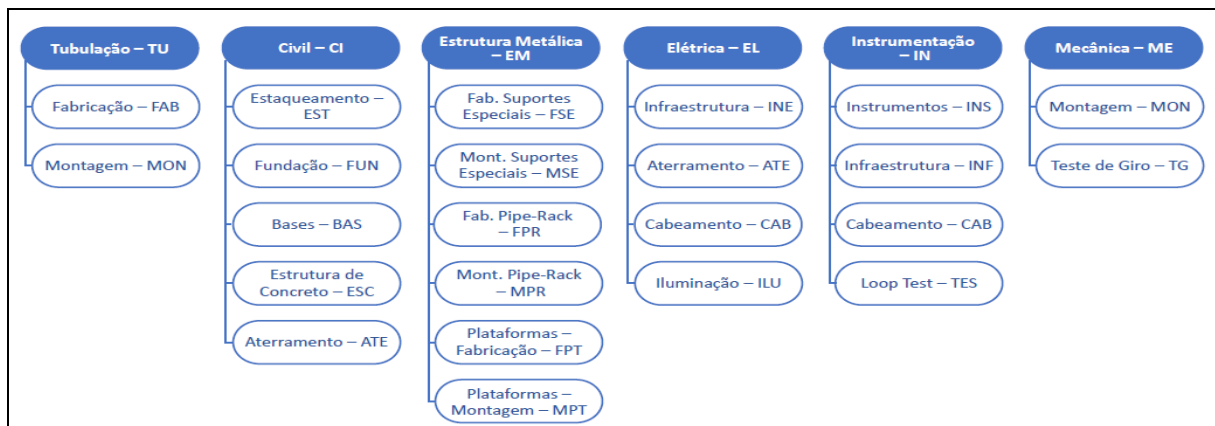 Tubulação – TU
Fabricação – FAB
Montagem – MON
Civil – CI
Estaqueamento –
EST
Fundação – FUN
Bases – BAS
Estrutura de
Concreto – ESC
Aterramento – ATE
Estrutura Metálica
– EM
Fab. Suportes
Especiais – FSE
Mont. Suportes
Especiais – MSE
Fab. Pipe-Rack
– FPR
Mont. Pipe-Rack
– MPR
Plataformas –
Fabricação – FPT
Plataformas –
Montagem – MPT
Elétrica – EL
Infraestrutura – INE
Aterramento – ATE
Cabeamento – CAB
Iluminação – ILU
Instrumentação
– IN
Instrumentos – INS
Infraestrutura – INF
Cabeamento – CAB
Loop Test – TES
Mecânica – ME
Montagem – MON
Teste de Giro – TG